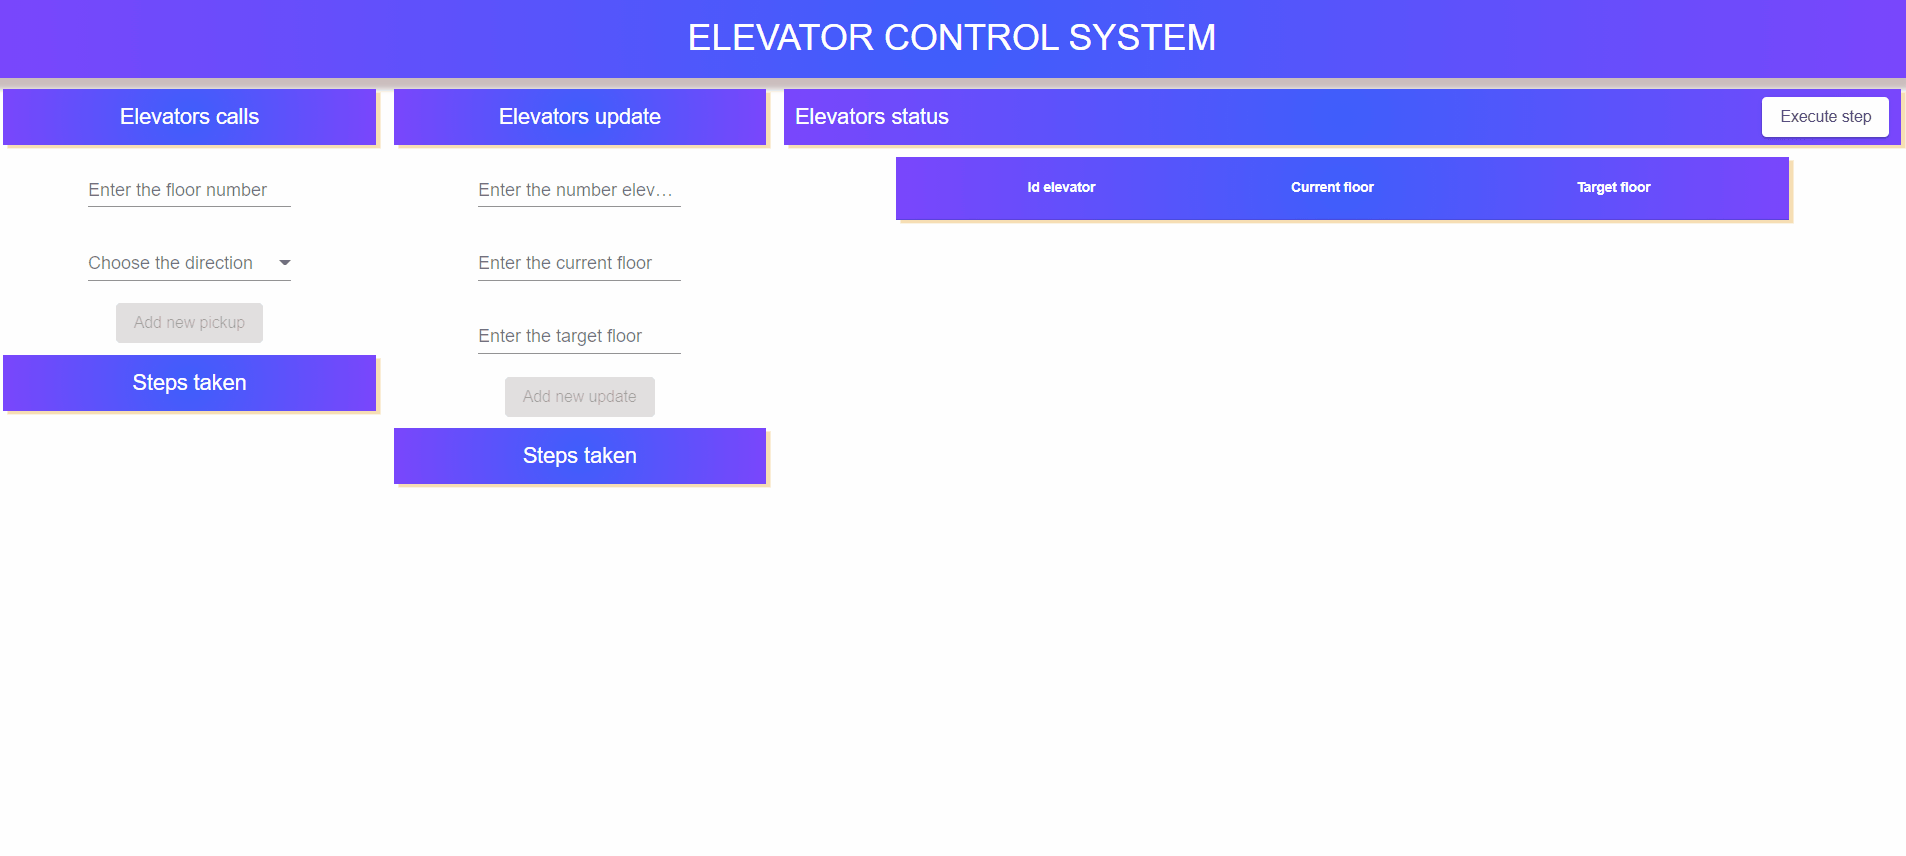 ELEVATOR CONTROL SYSTEM
Elevators calls
Enter the floor number
Choose the direction
Add new pickup
Steps taken
Elevators update
Enter the number elev…
Enter the current floor
Enter the target floor
Add new update
Steps taken
Elevators status
Execute step
Id elevator Current floor Target floor